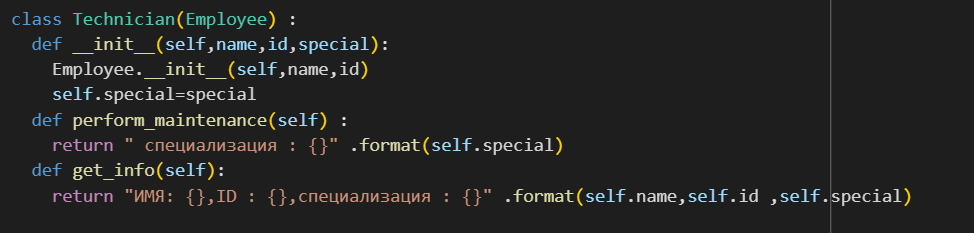 class Technician(Employee) :
  def __init__(self,name,id,special):
    Employee.__init__(self,name,id)
    self.special=special
  def perform_maintenance(self) :
    return " специализация : {}" .format(self.special)
  def get_info(self):
    return "ИМЯ: {},ID : {},специализация : {}" .format(self.name,self.id ,self.special)